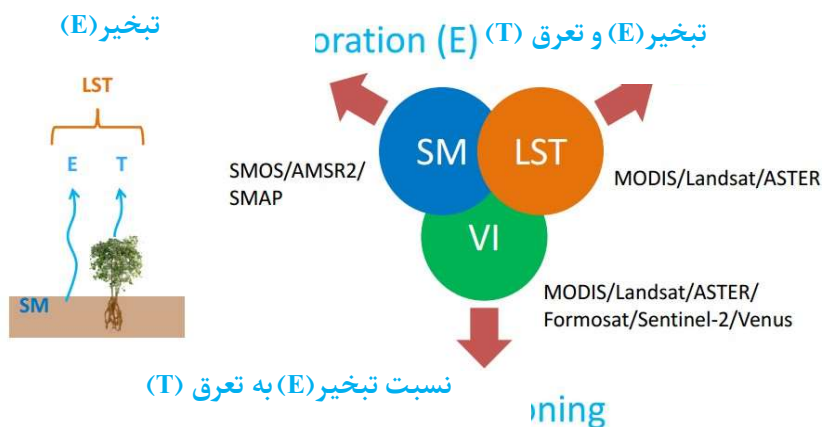 تبخیر(E)
oration (E)
تبخیر(E) و تعرق (T)
LST
E
T
SM
SM
LST
VI
SMOS/AMSR2/
SMAP
MODIS/Landsat/ASTER
MODIS/Landsat/ASTER/
Formosat/Sentinel-2/Venus
نسبت تبخیر(E) به تعرق (T)
oning